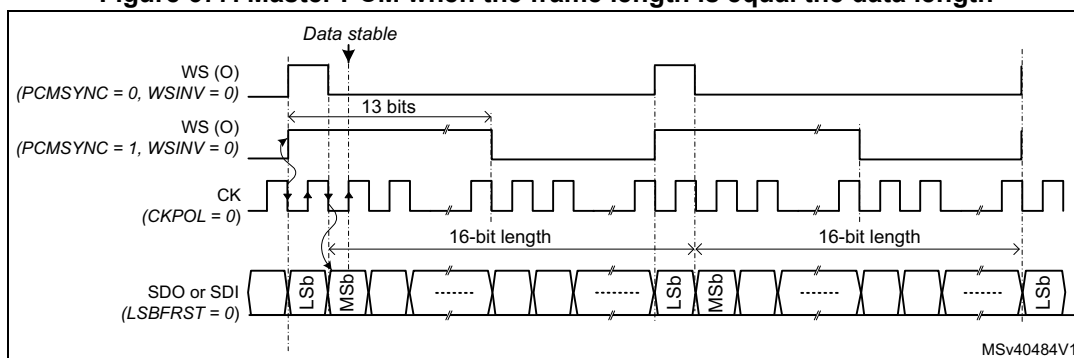 Figure 577. Master PCM when the frame length is equal the data length
Data stable
WS (O)
(PCMSYNC = 0, WSINV = 0)
13 bits
WS (O)
(PCMSYNC = 1, WSINV = 0)
CK
(CKPOL = 0)
16-bit length
16-bit length
SDO or SDI
(LSBFRST = 0)
LSb
MSb
LSb
MSb
LSb
MSv40484V1